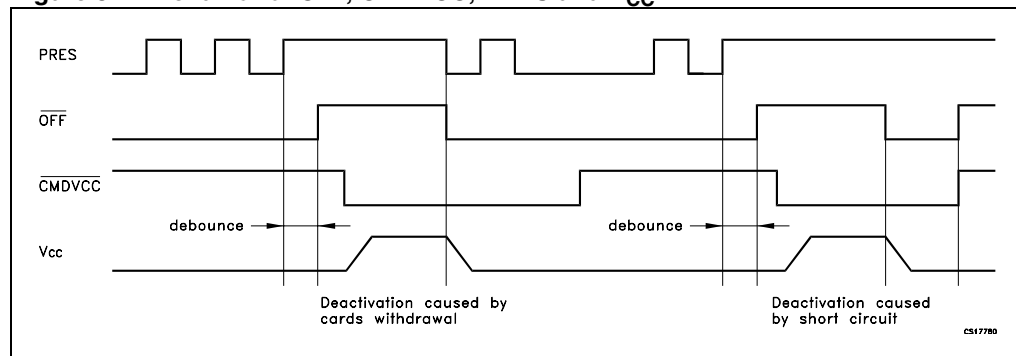 PRES
OFF
CMDVCC
debounce
debounce
Vcc
Deactivation caused by
cards withdrawal
Deactivation caused
by short circuit
CS17780